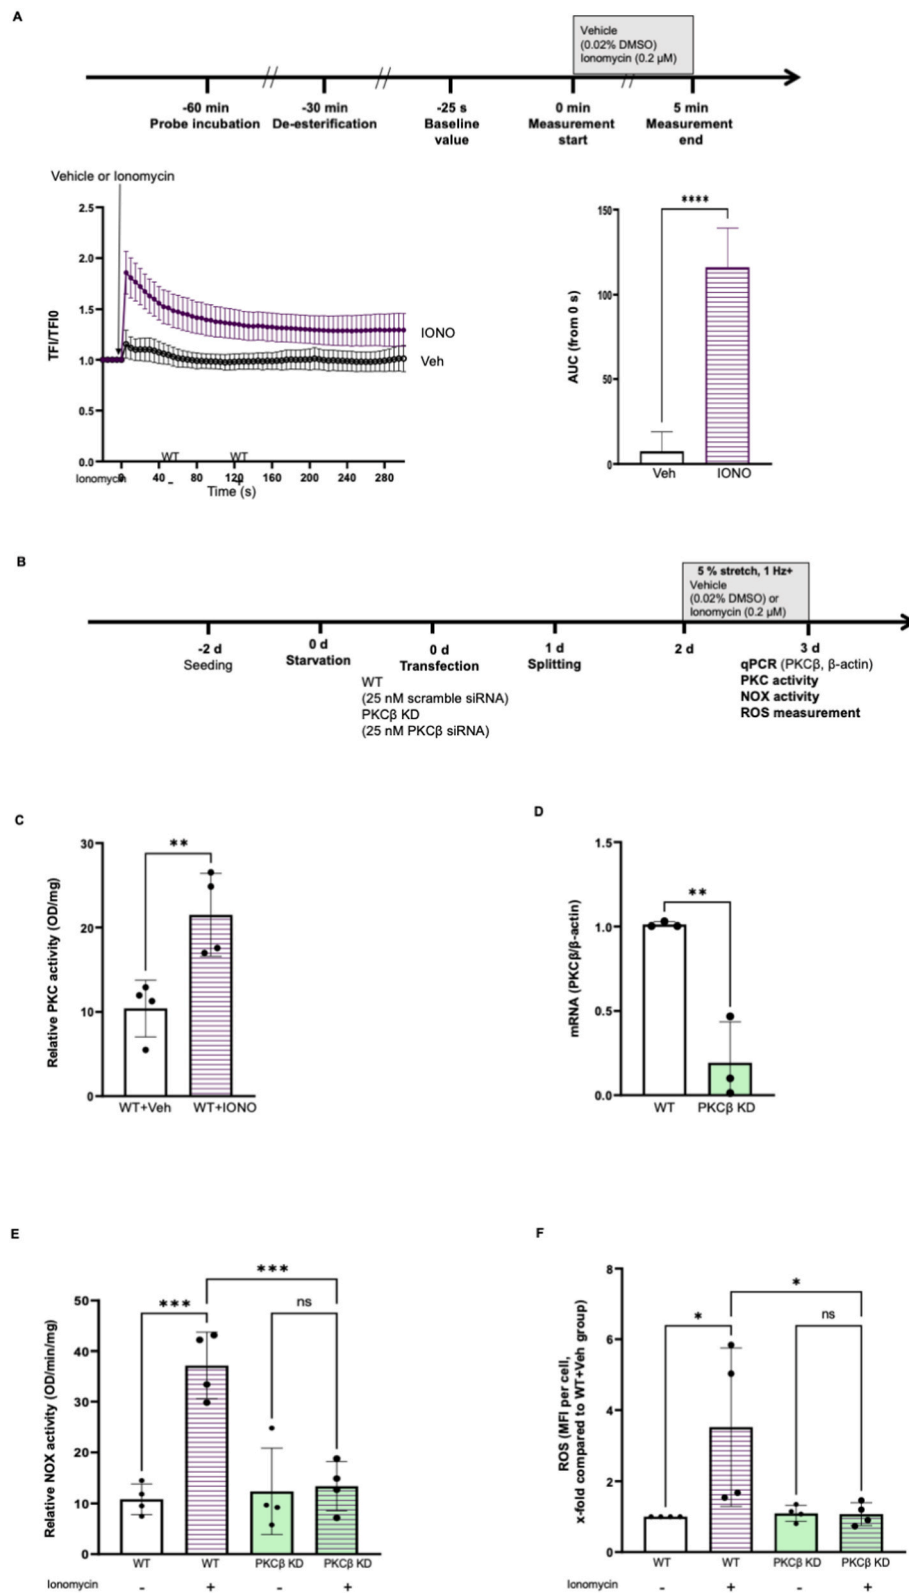 A
Vehicle
(0.02% DMSO)
Ionomycin (0.2 µM)
-60 min
Probe incubation
-30 min
De-esterification
-25 s
Baseline
value
0 min
Measurement
start
5 min
Measurement
end
Vehicle or Ionomycin
TFI/TFI0
2.5
2.0
1.5
1.0
0.5
0.0
IONO
Veh
WT
WT
Ionomycin
0 40 80 120 160 200 240 280
-
+
Time (s)
AUC (from 0 s)
150
100
50
0
****
Veh IONO
B
5 % stretch, 1 Hz+
Vehicle
(0.02% DMSO) or
Ionomycin (0.2 µM)
-2 d
Seeding
0 d
Starvation
0 d
Transfection
WT
(25 nM scramble siRNA)
PKCβ KD
(25 nM PKCβ siRNA)
1 d
Splitting
2 d
3 d
qPCR (PKCβ, β-actin)
PKC activity
NOX activity
ROS measurement
C
Relative PKC activity (OD/mg)
30
20
10
0
**
WT+Veh WT+IONO
D
mRNA (PKCβ/β-actin)
1.5
1.0
0.5
0.0
**
WT PKCβ KD
E
Relative NOX activity (OD/min/mg)
50
40
30
20
10
0
***
***
ns
WT WT PKCβ KD PKCβ KD
Ionomycin - + - +
F
ROS (MFI per cell,
x-fold compared to WT+Veh group)
8
6
4
2
0
*
*
ns
WT WT PKCβ KD PKCβ KD
Ionomycin - + - +